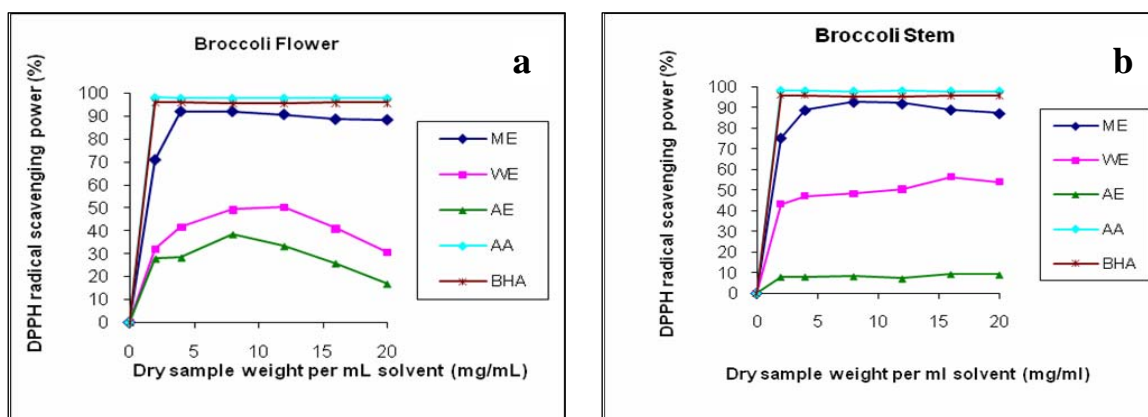 Broccoli Flower
a
DPPH radical scavenging power (%)
100
90
80
70
60
50
40
30
20
10
0
0 5 10 15 20
Dry sample weight per mL solvent (mg/mL)
ME
WE
AE
AA
BHA
Broccoli Stem
b
DPPH radical scavenging power (%)
100
90
80
70
60
50
40
30
20
10
0
0 5 10 15 20
Dry sample weight per ml solvent (mg/ml)
ME
WE
AE
AA
BHA